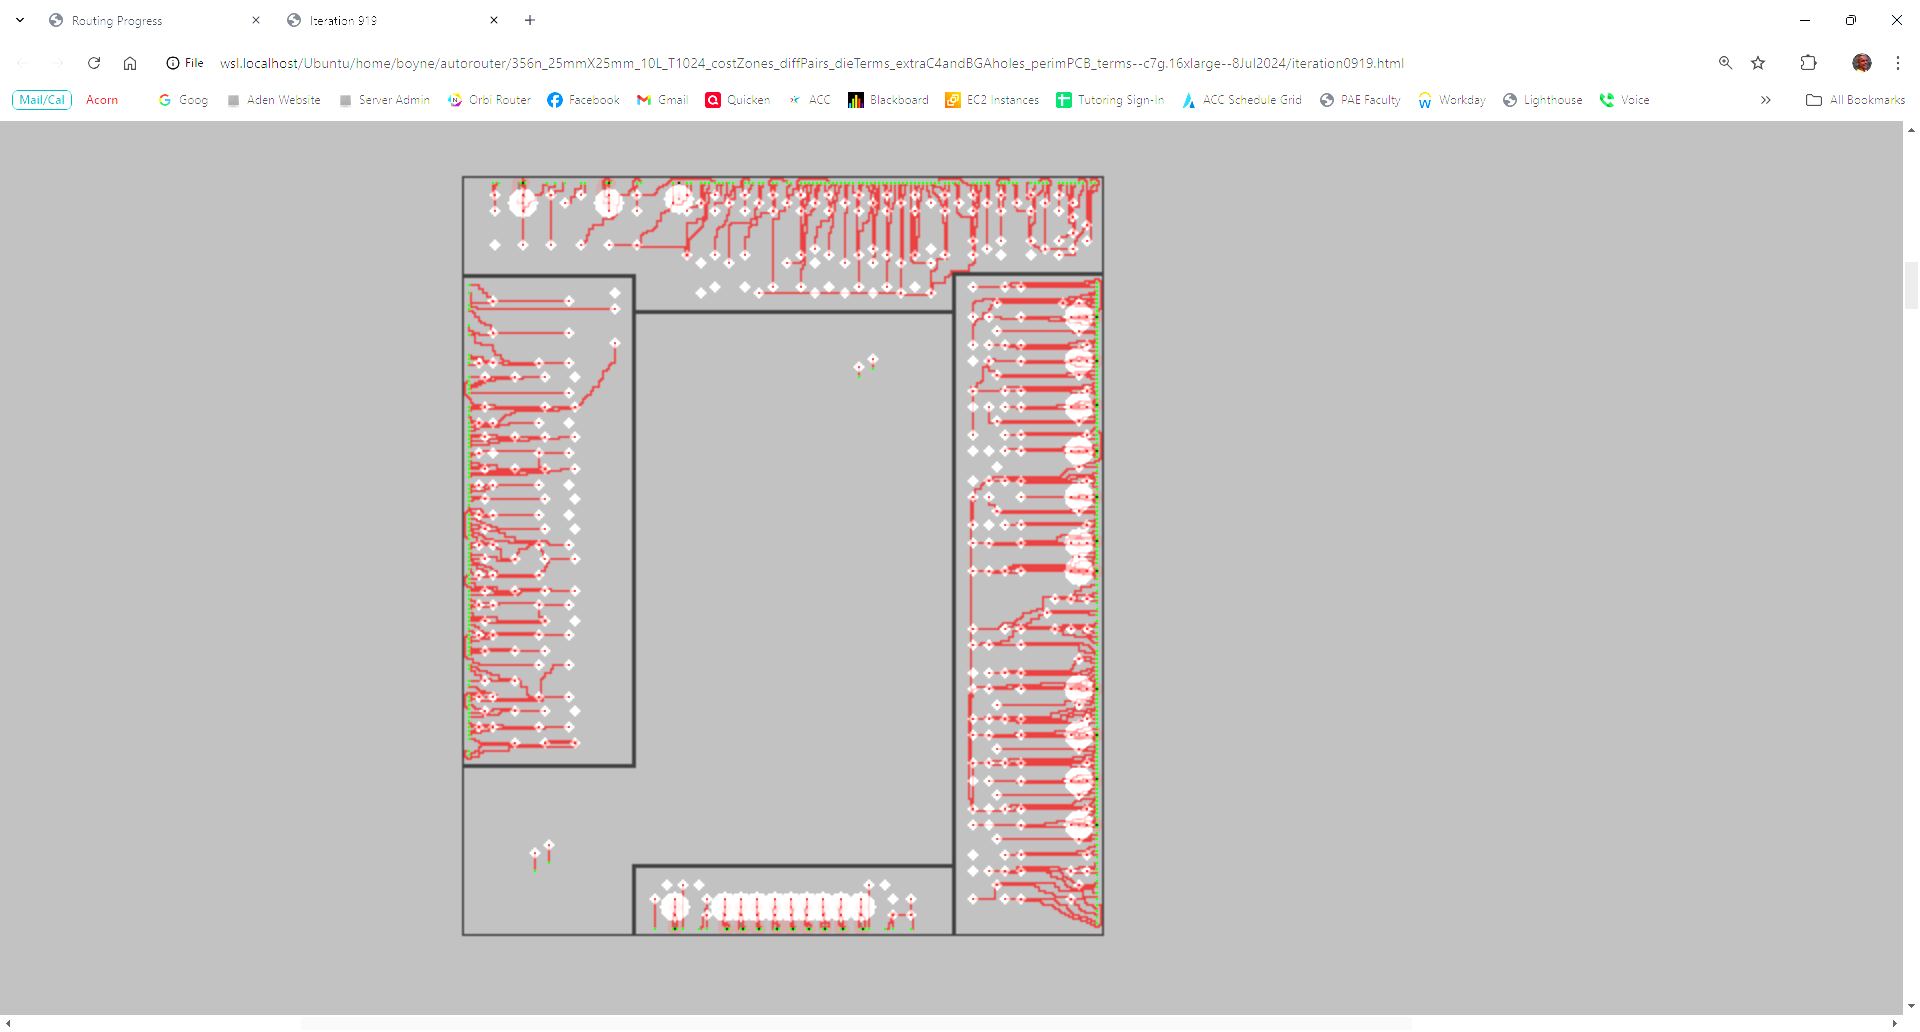 Routing Progress
Iteration 919
File wsl.localhost/Ubuntu/home/boyne/autorouter/356n_25mmX25mm_10L_T1024_costZones_diffPairs_dieTerms_extraC4andBGAholes_perimPCB_terms--c7g.16xlarge--8Jul2024/iteration0919.html
Mail/Cal Acorn Goog Aden Website Server Admin Orbi Router Facebook Gmail Quicken ACC Blackboard EC2 Instances Tutoring Sign-In ACC Schedule Grid PAE Faculty Workday Lighthouse Voice All Bookmarks